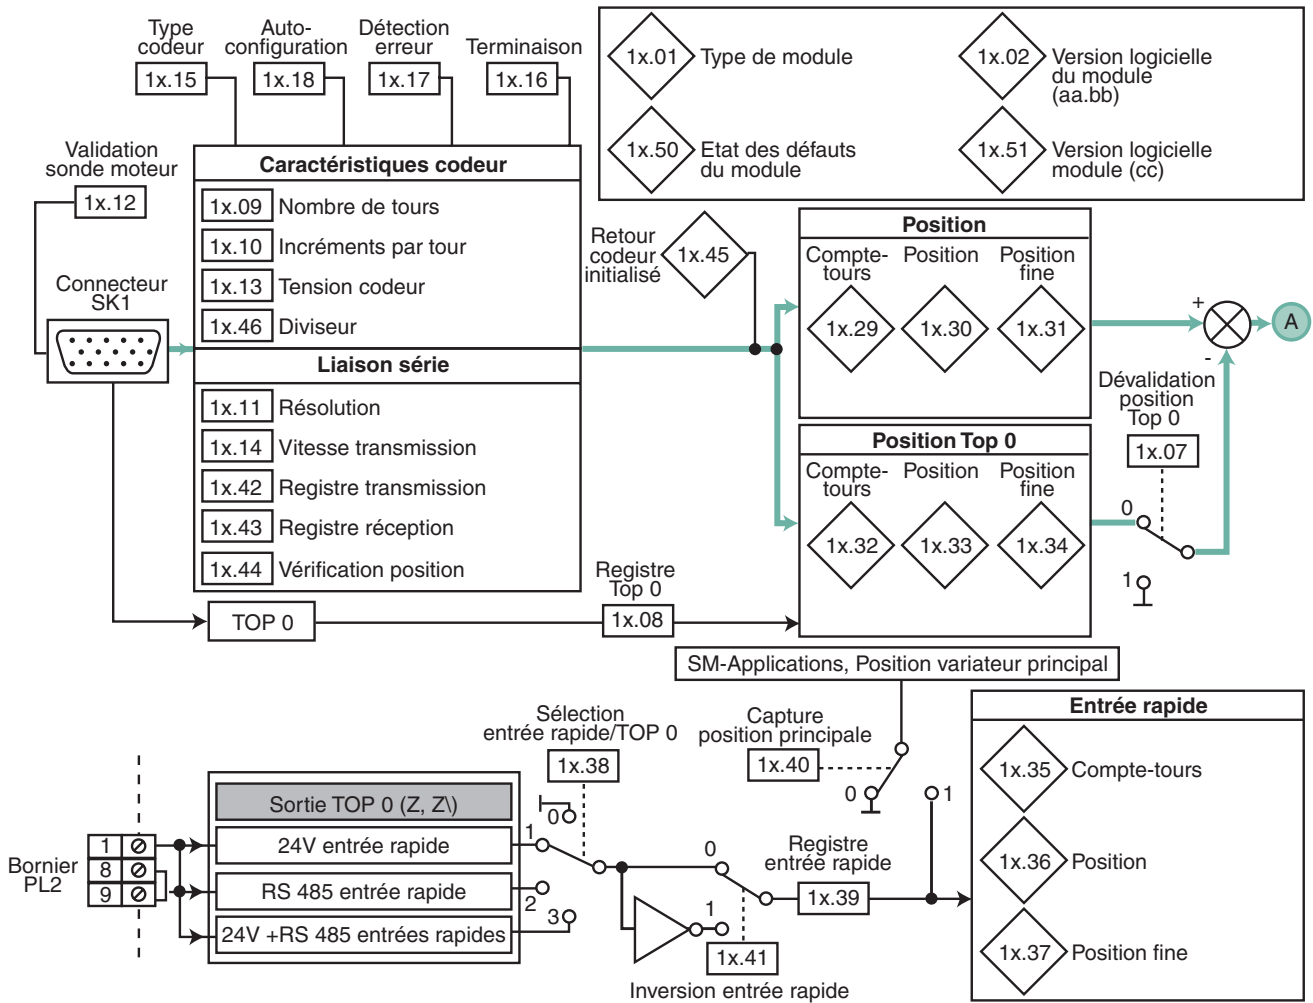 Type
codeur
1x.15
Auto-
configuration
1x.18
Détection
erreur
1x.17
Terminaison
1x.16
1x.01 Type de module
1x.02 Version logicielle
du module
(aa.bb)
1x.50 Etat des défauts
du module
1x.51 Version logicielle
module (cc)
Validation
sonde moteur
1x.12
Connecteur
SK1
Caractéristiques codeur
1x.09 Nombre de tours
1x.10 Incréments par tour
1x.13 Tension codeur
1x.46 Diviseur
Liaison série
1x.11 Résolution
1x.14 Vitesse transmission
1x.42 Registre transmission
1x.43 Registre réception
1x.44 Vérification position
Retour
codeur
initialisé
1x.45
Position
Compte-
tours
Position
Position
fine
1x.29 1x.30 1x.31
+
-
A
Position Top 0
Compte-
tours
Position
Position
fine
1x.32 1x.33 1x.34
Dévalidation
position
Top 0
1x.07
0
1
TOP 0
Registre
Top 0
1x.08
SM-Applications, Position variateur principal
Sélection
entrée rapide/TOP 0
1x.38
Capture
position principale
1x.40
0
1
Entrée rapide
1x.35 Compte-tours
1x.36 Position
1x.37 Position fine
Bornier
PL2
1
8
9
Sortie TOP 0 (Z, Z\)
24V entrée rapide
RS 485 entrée rapide
24V +RS 485 entrées rapides
0
1
2
3
0
1
1x.41
Inversion entrée rapide
Registre
entrée rapide
1x.39